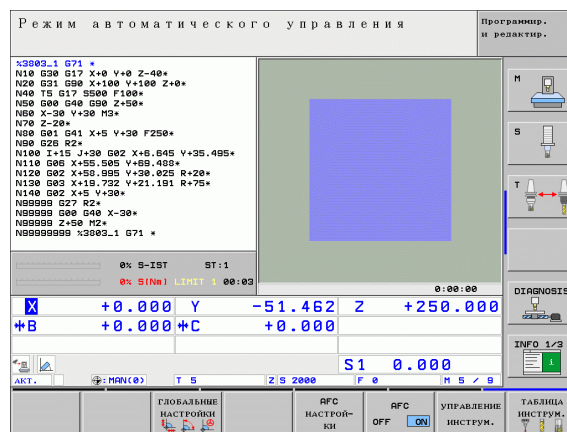 Режим автоматического управления
Программир.
и редактир.
%3803_1 G71 *
N10 G30 G17 X+0 Y+0 Z-40*
N20 G31 G90 X+100 Y+100 Z+0*
N40 T5 G17 S500 F100*
N50 G00 G40 G90 Z+50*
N60 X-30 Y+30 M3*
N70 Z-20*
N80 G01 G41 X+5 Y+30 F250*
N90 G26 R2*
N100 I+15 J+30 G02 X+6.645 Y+35.495*
N110 G06 X+55.505 Y+69.488*
N120 G02 X+58.995 Y+30.025 R+20*
N130 G03 X+19.732 Y+21.191 R+75*
N140 G02 X+5 Y+30*
N99999 G27 R2*
N99999 G00 G40 X-30*
N99999 Z+50 M2*
N99999999 %3803_1 G71 *
0% S-IST ST:1
0% S[Nm] LIMIT 1 00:03
0:00:00
X +0.000 Y -51.462 Z +250.000
B +0.000 C +0.000
S1 0.000
АКТ. : MAN(0) T 5 Z S 2000 F 0 M 5 / 9
M
S
T
DIAGNOSIS
INFO 1/3
ГЛОБАЛЬНЫЕ
НАСТРОЙКИ
AFC
НАСТРОЙ-
КИ
AFC
OFF ON
УПРАВЛЕНИЕ
ИНСТРУМ.
ТАБЛИЦА
ИНСТРУМ.